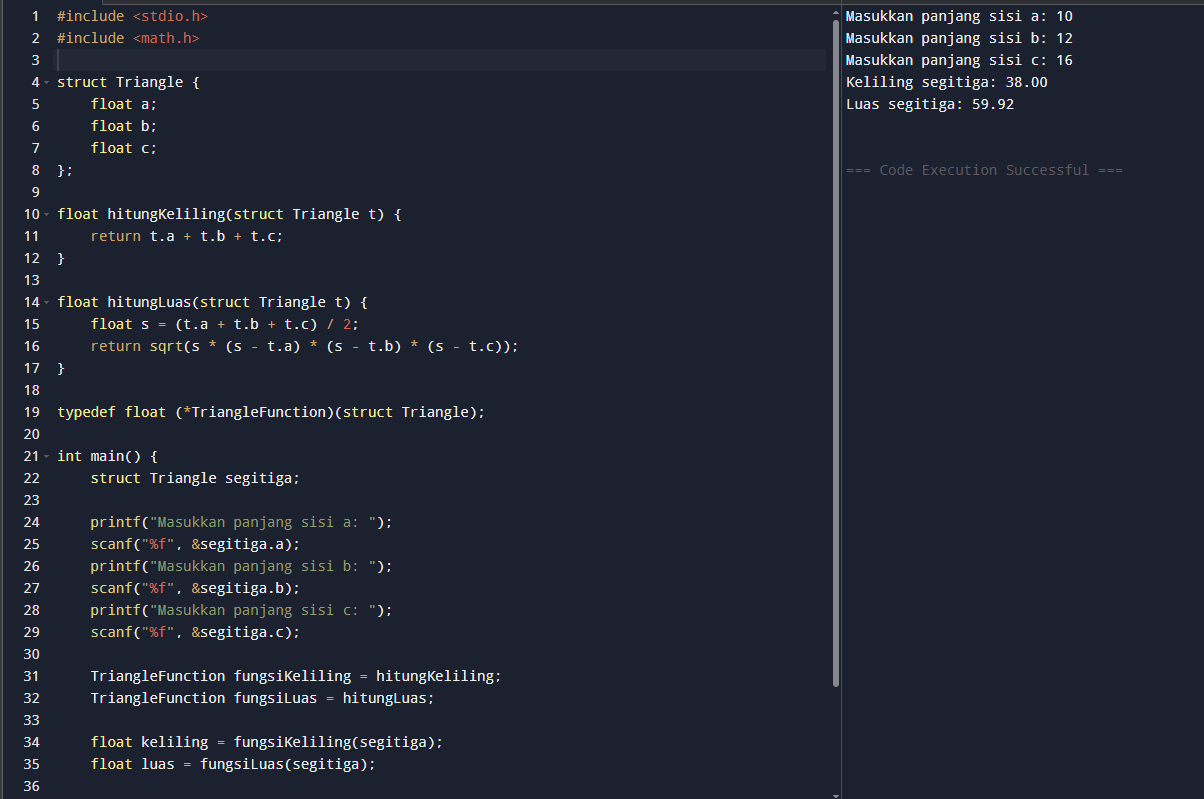 1 #include <stdio.h>
2 #include <math.h>
3
4 struct Triangle {
5     float a;
6     float b;
7     float c;
8 };
9
10 float hitungKeliling(struct Triangle t) {
11     return t.a + t.b + t.c;
12 }
13
14 float hitungLuas(struct Triangle t) {
15     float s = (t.a + t.b + t.c) / 2;
16     return sqrt(s * (s - t.a) * (s - t.b) * (s - t.c));
17 }
18
19 typedef float (*TriangleFunction)(struct Triangle);
20
21 int main() {
22     struct Triangle segitiga;
23
24     printf("Masukkan panjang sisi a: ");
25     scanf("%f", &segitiga.a);
26     printf("Masukkan panjang sisi b: ");
27     scanf("%f", &segitiga.b);
28     printf("Masukkan panjang sisi c: ");
29     scanf("%f", &segitiga.c);
30
31     TriangleFunction fungsiKeliling = hitungKeliling;
32     TriangleFunction fungsiLuas = hitungLuas;
33
34     float keliling = fungsiKeliling(segitiga);
35     float luas = fungsiLuas(segitiga);
36
Masukkan panjang sisi a: 10
Masukkan panjang sisi b: 12
Masukkan panjang sisi c: 16
Keliling segitiga: 38.00
Luas segitiga: 59.92
=== Code Execution Successful ===